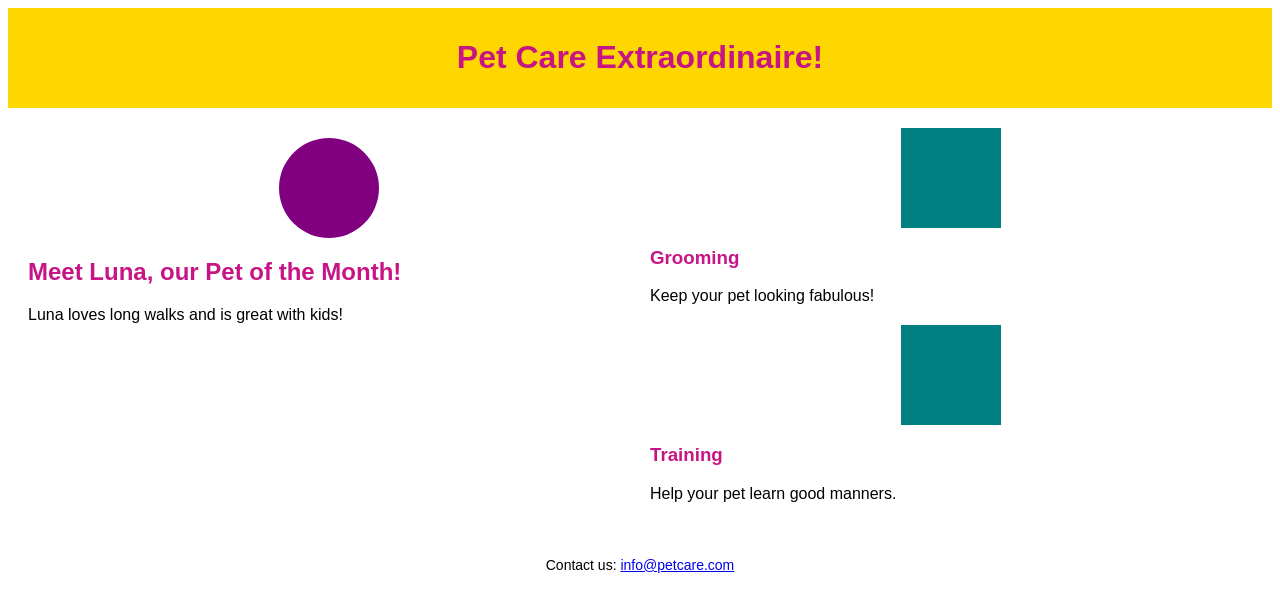 Pet Care Extraordinaire!
Meet Luna, our Pet of the Month!
Luna loves long walks and is great with kids!
Grooming
Keep your pet looking fabulous!
Training
Help your pet learn good manners.
Contact us: info@petcare.com